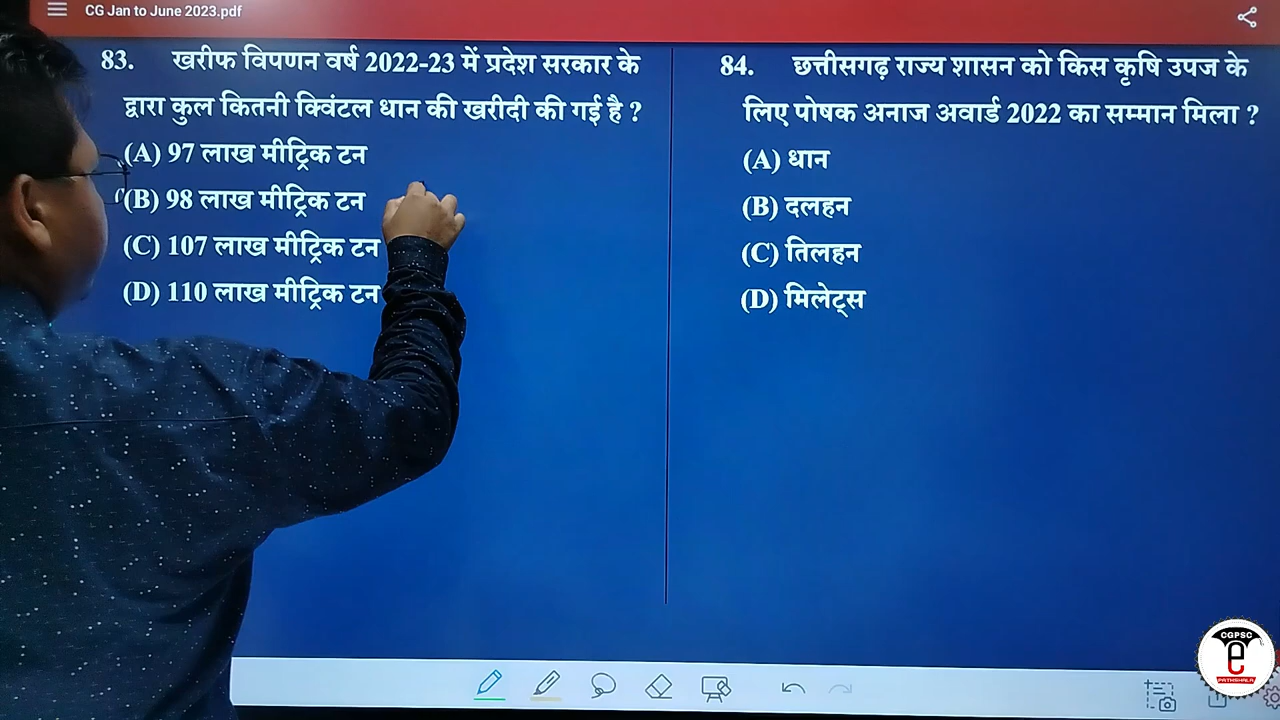 CG Jan to June 2023.pdf
83. खरीफ विपणन वर्ष 2022-23 में प्रदेश सरकार के
द्वारा कुल कितनी क्विंटल धान की खरीदी की गई है ?
(A) 97 लाख मीट्रिक टन
(B) 98 लाख मीट्रिक टन
(C) 107 लाख मीट्रिक टन
(D) 110 लाख मीट्रिक टन
84. छत्तीसगढ़ राज्य शासन को किस कृषि उपज के
लिए पोषक अनाज अवार्ड 2022 का सम्मान मिला ?
(A) धान
(B) दलहन
(C) तिलहन
(D) मिलेट्स
CGPSC
e
PATHSHALA